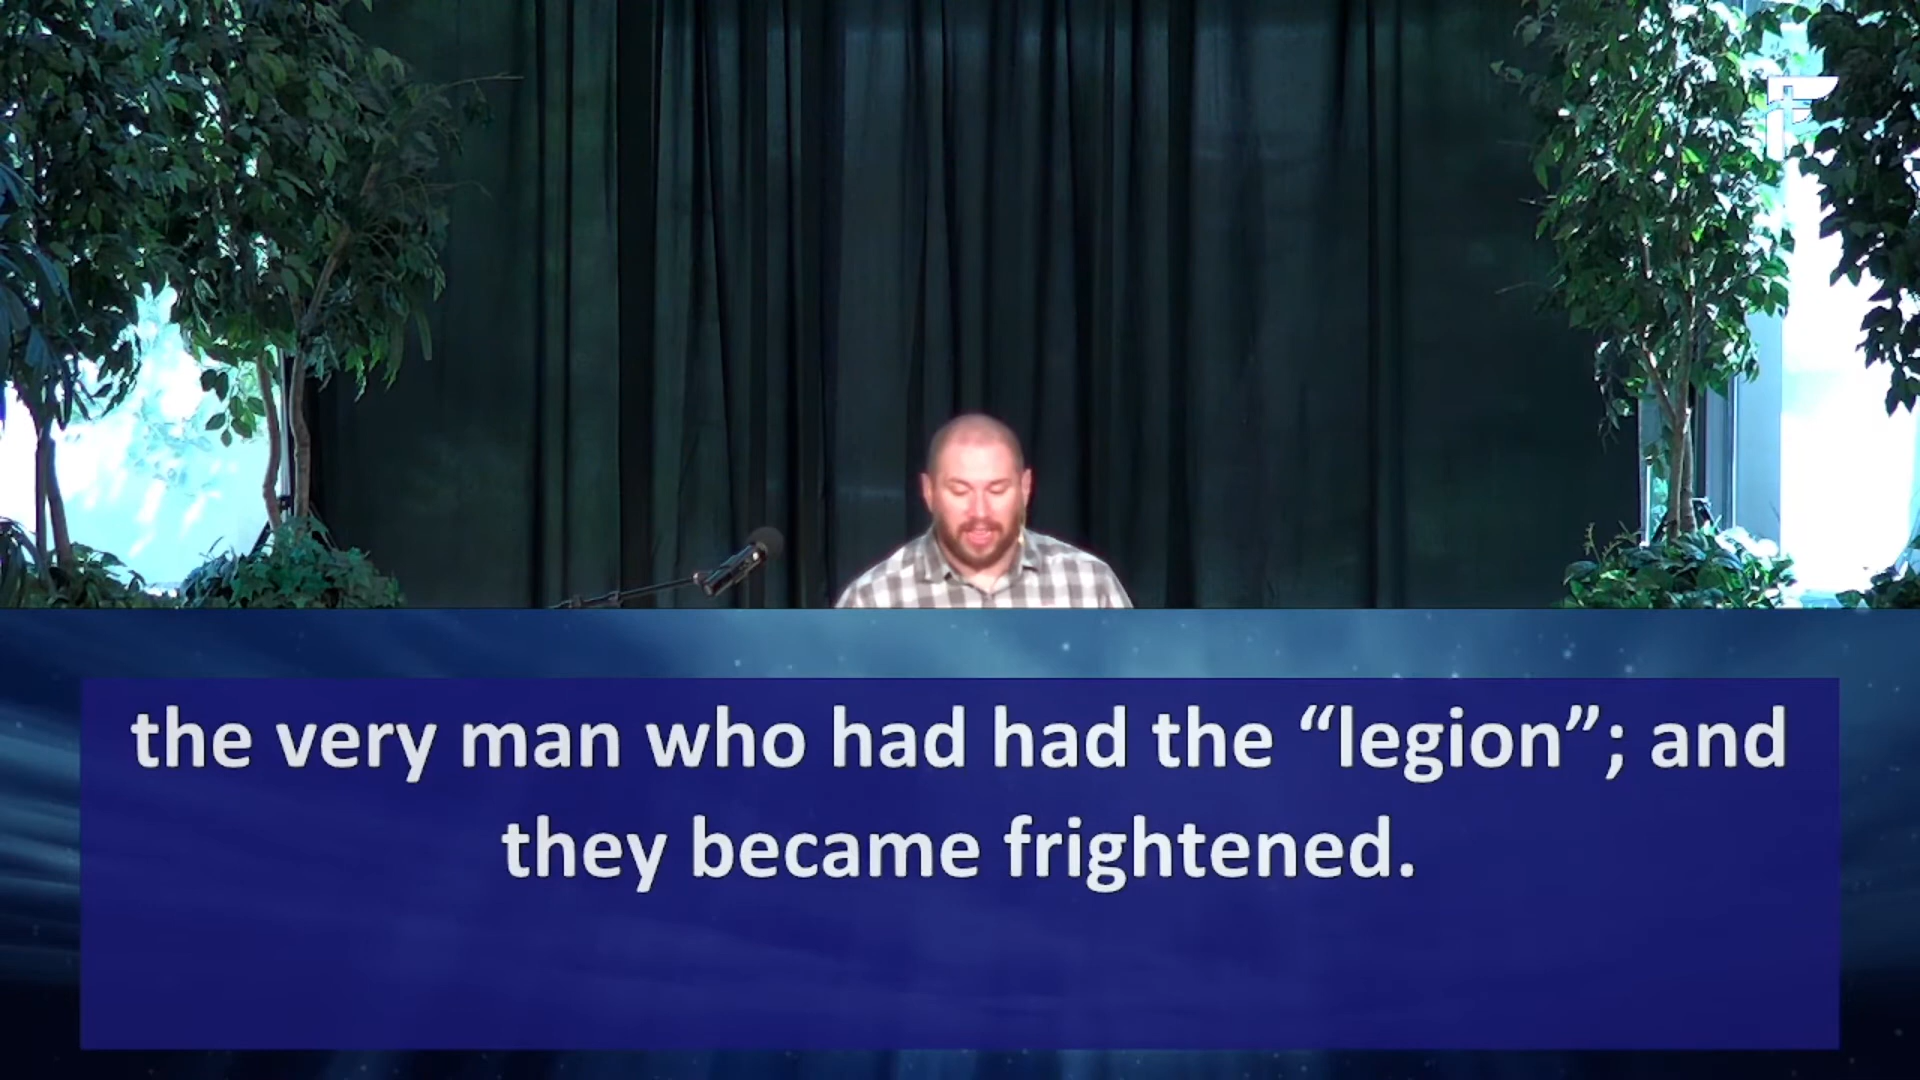 the very man who had had the “legion”; and
they became frightened.